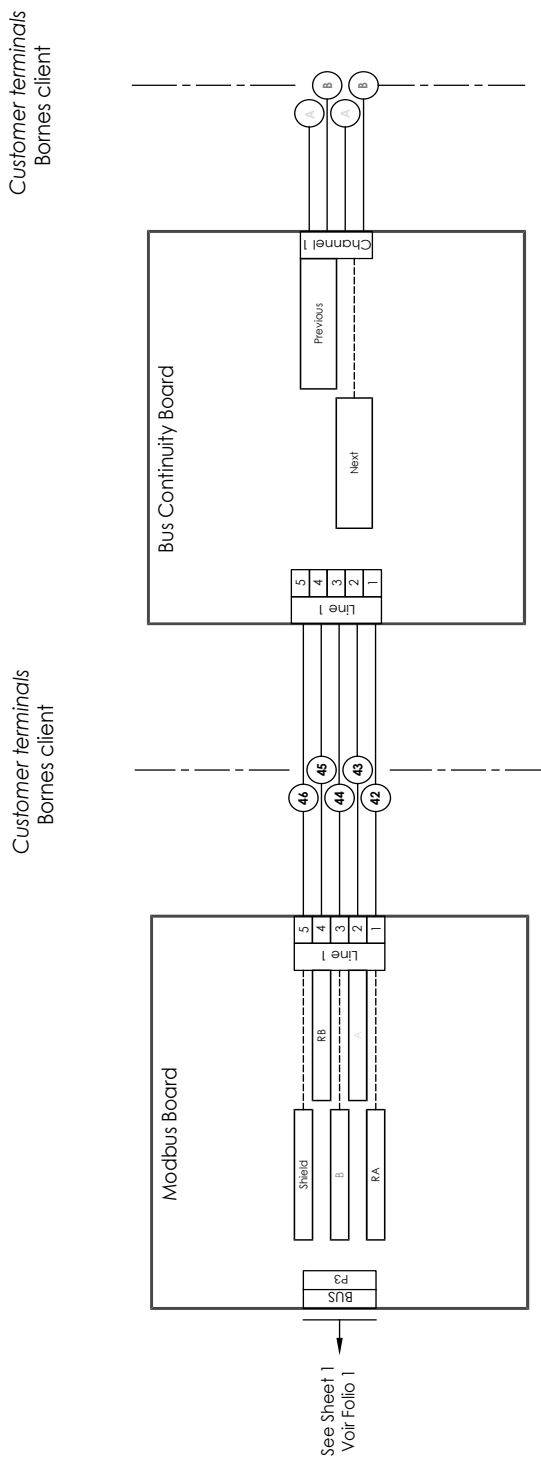 Customer terminals
Bornes client
A
B
A
B
Channel 1
Previous
Next
Bus Continuity Board
5
4
3
2
1
Line 1
Customer terminals
Bornes client
46
45
44
43
42
Modbus Board
5
4
3
2
1
Line 1
RB
A
Shield
B
RA
P3
BUS
See Sheet 1
Voir Folio 1